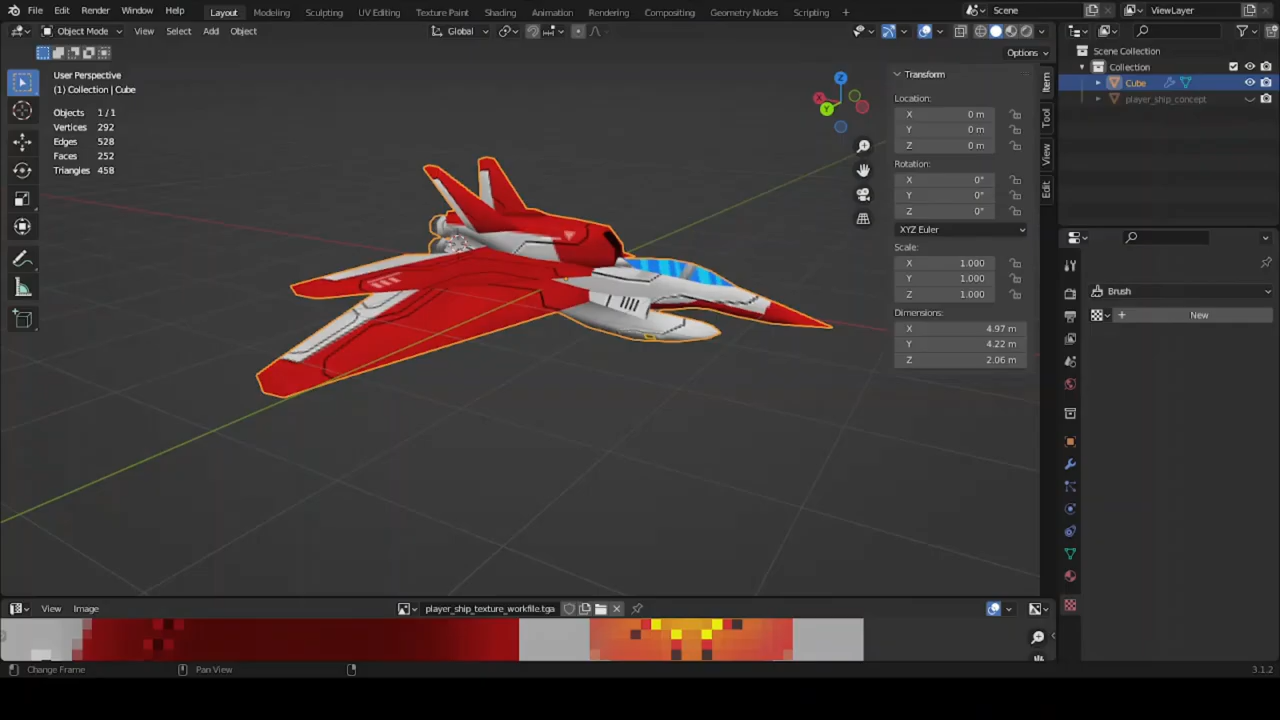 File Edit Render Window Help Layout Modeling Sculpting UV Editing Texture Paint Shading Animation Rendering Compositing Geometry Nodes Scripting + Scene ViewLayer
Object Mode View Select Add Object Global
Options
User Perspective
(1) Collection | Cube
Objects 1 / 1
Vertices 292
Edges 528
Faces 252
Triangles 458
Z
X
Y
Transform
Location:
X 0 m
Y 0 m
Z 0 m
Rotation:
X 0°
Y 0°
Z 0°
XYZ Euler
Scale:
X 1.000
Y 1.000
Z 1.000
Dimensions:
X 4.97 m
Y 4.22 m
Z 2.06 m
Item
Tool
View
Edit
Scene Collection
Collection
Cube
player_ship_concept
Brush
+ New
View Image player_ship_texture_workfile.tga
Change Frame Pan View 3.1.2